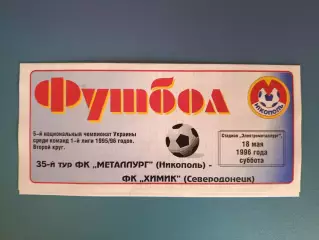 Футбол
НИКОПОЛЬ
5-й национальный чемпионат Украины
среди команд 1-й лиги 1995/96 годов.
Второй круг.
Стадион „Электрометаллург".
18 мая
1996 года
суббота
35-й тур ФК „МЕТАЛЛУРГ" (Никополь) -
ФК „ХИМИК" (Северодонецк)